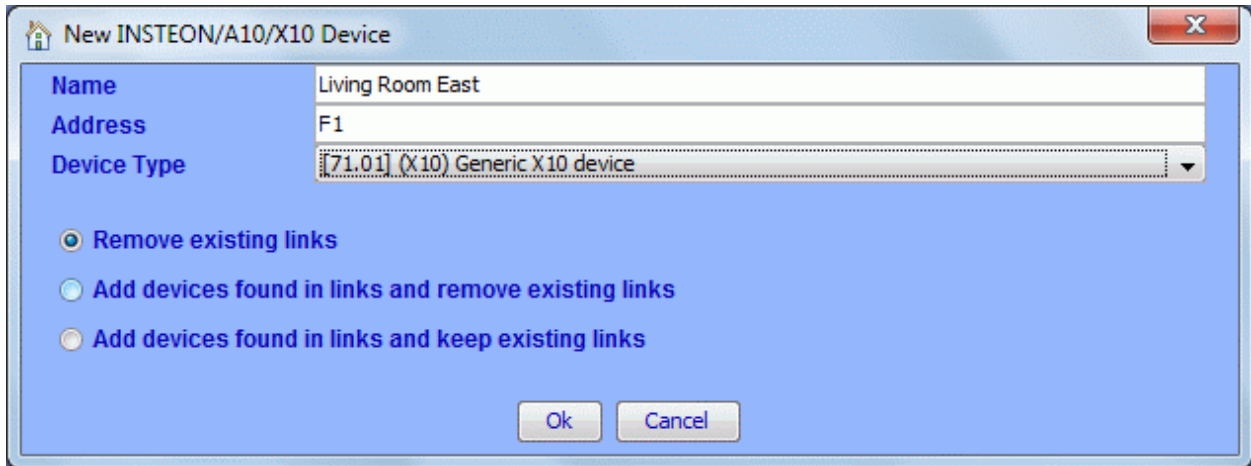 New INSTEON/A10/X10 Device
Name Living Room East
Address F1
Device Type [71.01] (X10) Generic X10 device
Remove existing links
Add devices found in links and remove existing links
Add devices found in links and keep existing links
Ok Cancel